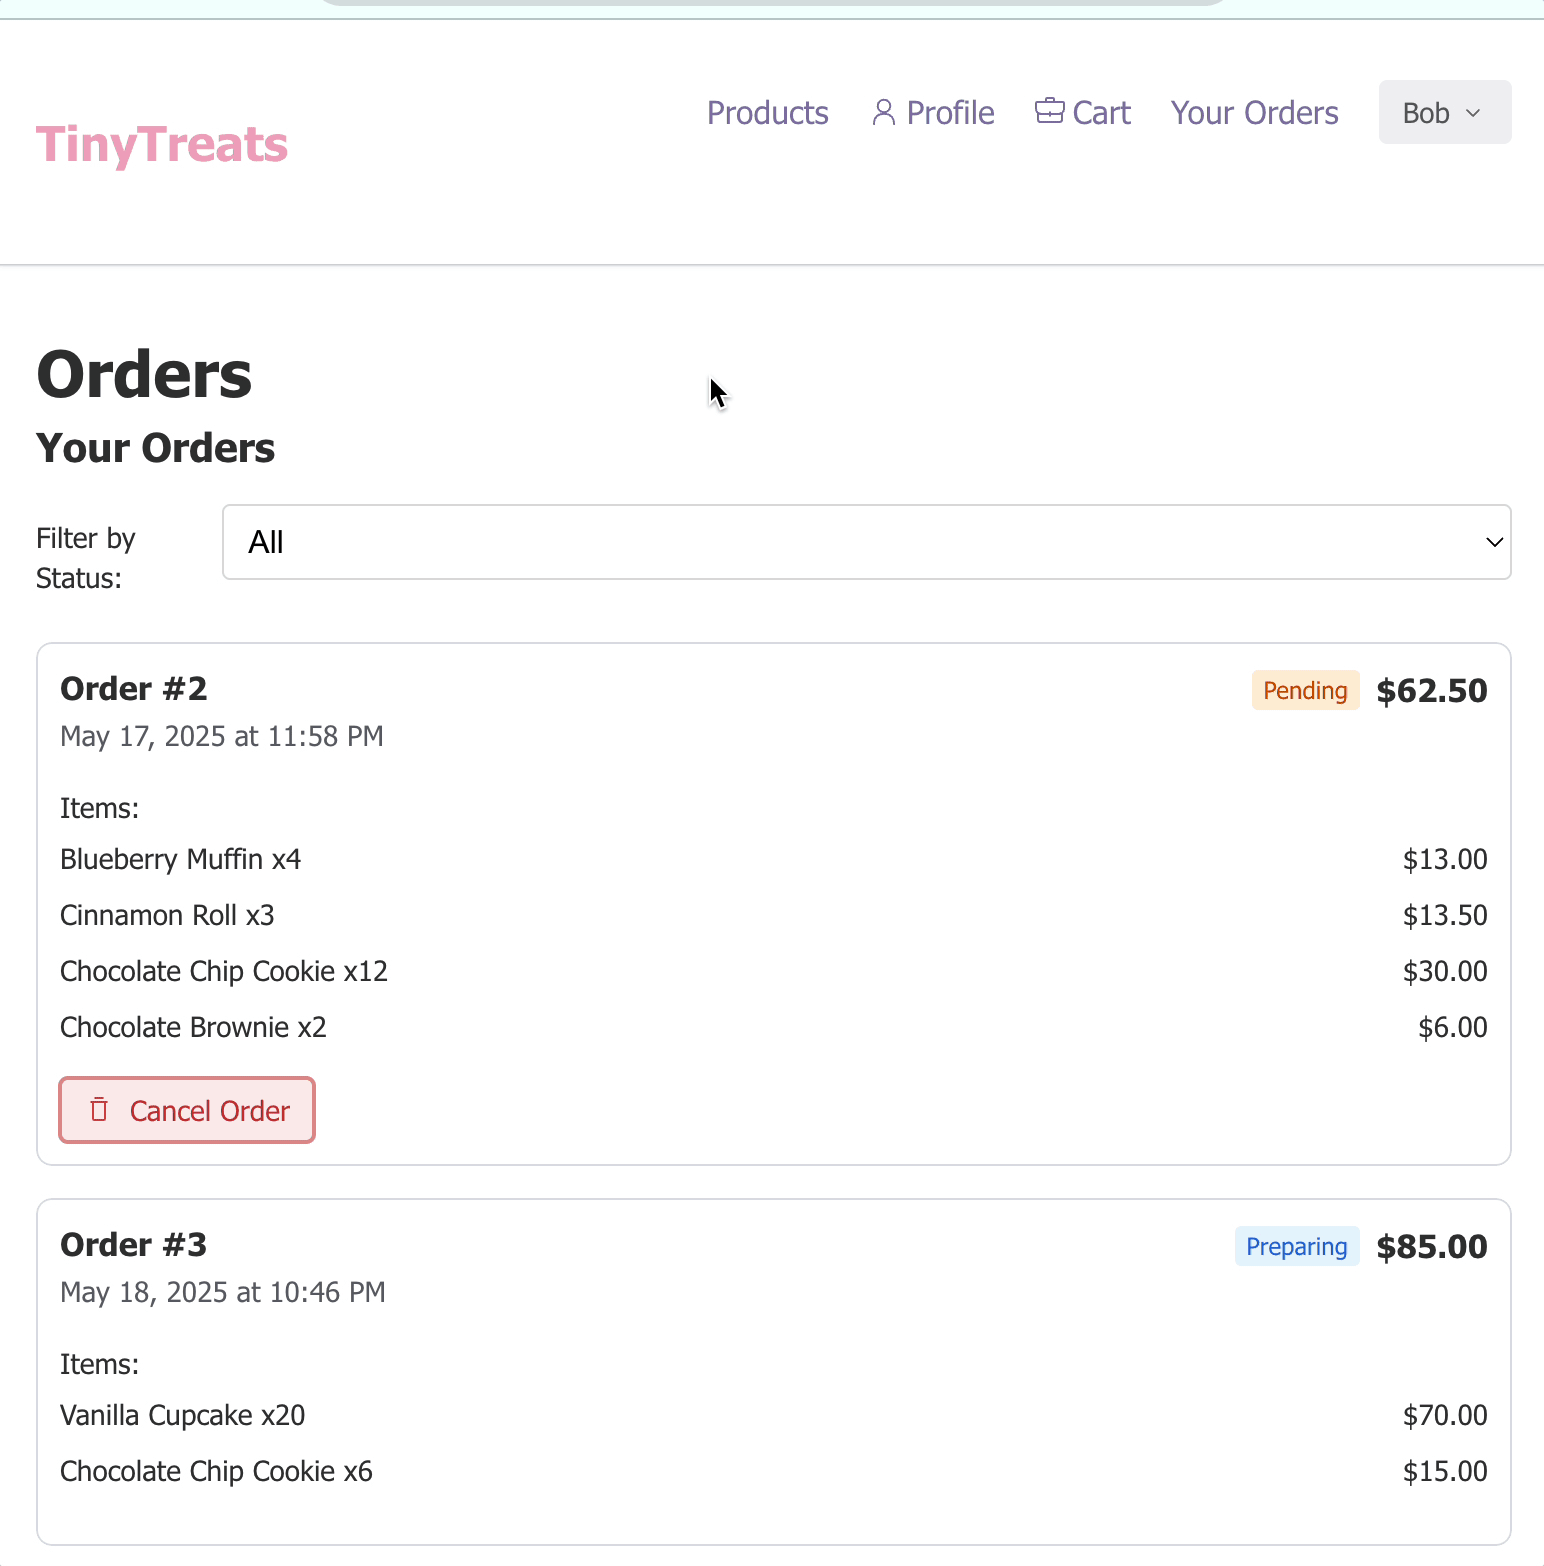 TinyTreats
Products
Profile
Cart
Your Orders
Bob
Orders
Your Orders
Filter by
Status:
All
Order #2
Pending
$62.50
May 17, 2025 at 11:58 PM
Items:
Blueberry Muffin x4
$13.00
Cinnamon Roll x3
$13.50
Chocolate Chip Cookie x12
$30.00
Chocolate Brownie x2
$6.00
Cancel Order
Order #3
Preparing
$85.00
May 18, 2025 at 10:46 PM
Items:
Vanilla Cupcake x20
$70.00
Chocolate Chip Cookie x6
$15.00